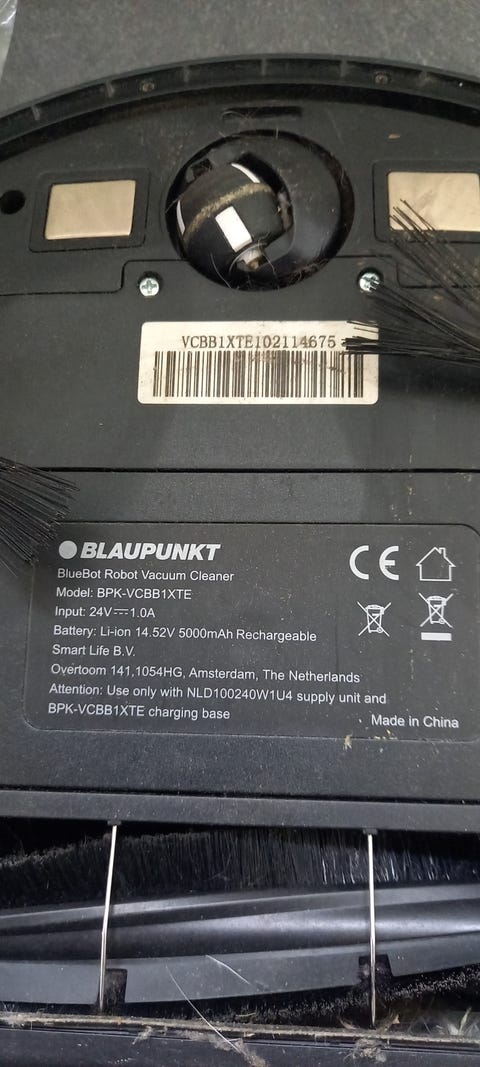 VCBB1XTE102114675
BLAUPUNKT
BlueBot Robot Vacuum Cleaner
Model: BPK-VCBB1XTE
Input: 24V⎓1.0A
Battery: Li-ion 14.52V 5000mAh Rechargeable
Smart Life B.V.
Overtoom 141,1054HG, Amsterdam, The Netherlands
Attention: Use only with NLD100240W1U4 supply unit and
BPK-VCBB1XTE charging base
CE
Made in China